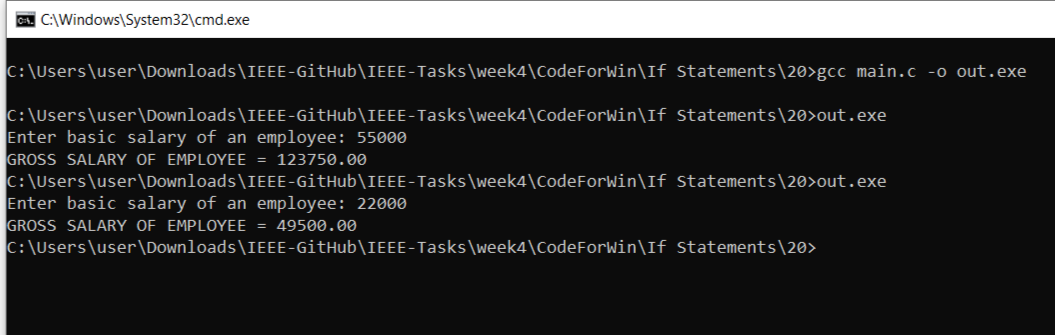 C:\Windows\System32\cmd.exe
C:\Users\user\Downloads\IEEE-GitHub\IEEE-Tasks\week4\CodeForWin\If Statements\20>gcc main.c -o out.exe
C:\Users\user\Downloads\IEEE-GitHub\IEEE-Tasks\week4\CodeForWin\If Statements\20>out.exe
Enter basic salary of an employee: 55000
GROSS SALARY OF EMPLOYEE = 123750.00
C:\Users\user\Downloads\IEEE-GitHub\IEEE-Tasks\week4\CodeForWin\If Statements\20>out.exe
Enter basic salary of an employee: 22000
GROSS SALARY OF EMPLOYEE = 49500.00
C:\Users\user\Downloads\IEEE-GitHub\IEEE-Tasks\week4\CodeForWin\If Statements\20>